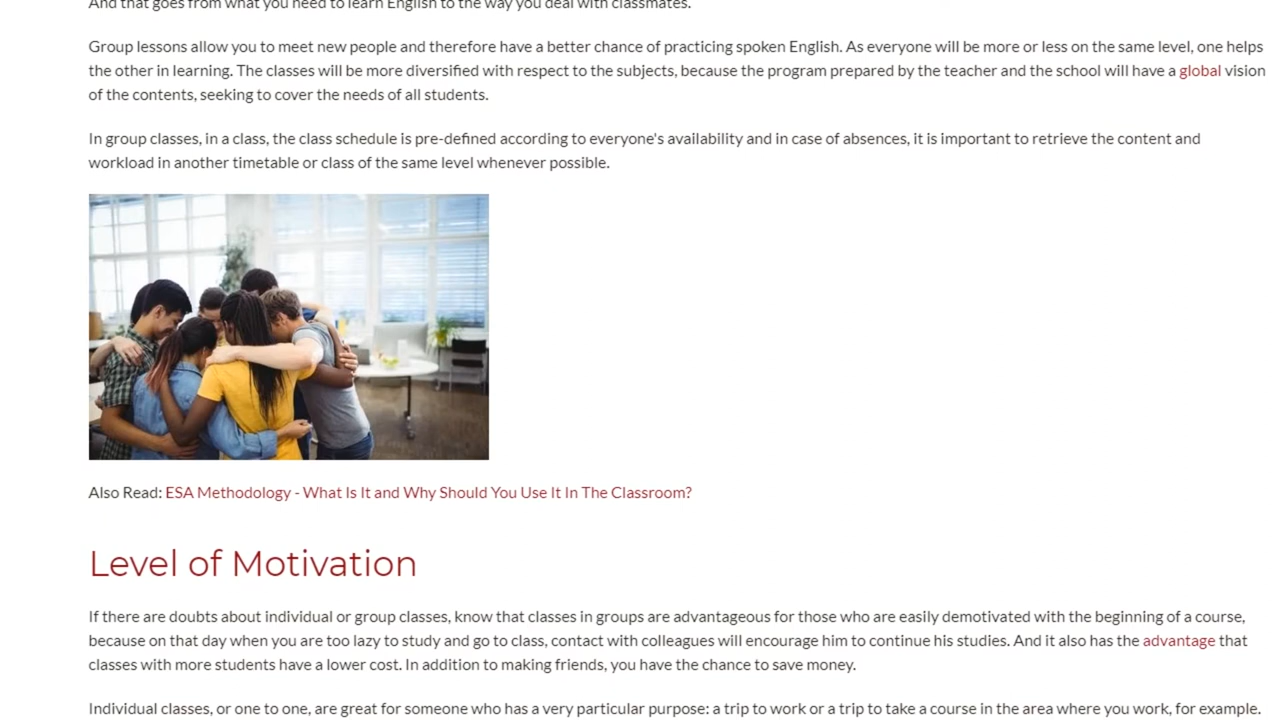 And that goes from what you need to learn English to the way you deal with classmates.
Group lessons allow you to meet new people and therefore have a better chance of practicing spoken English. As everyone will be more or less on the same level, one helps
the other in learning. The classes will be more diversified with respect to the subjects, because the program prepared by the teacher and the school will have a global vision
of the contents, seeking to cover the needs of all students.
In group classes, in a class, the class schedule is pre-defined according to everyone's availability and in case of absences, it is important to retrieve the content and
workload in another timetable or class of the same level whenever possible.
Also Read: ESA Methodology - What Is It and Why Should You Use It In The Classroom?
Level of Motivation
If there are doubts about individual or group classes, know that classes in groups are advantageous for those who are easily demotivated with the beginning of a course,
because on that day when you are too lazy to study and go to class, contact with colleagues will encourage him to continue his studies. And it also has the advantage that
classes with more students have a lower cost. In addition to making friends, you have the chance to save money.
Individual classes, or one to one, are great for someone who has a very particular purpose: a trip to work or a trip to take a course in the area where you work, for example.